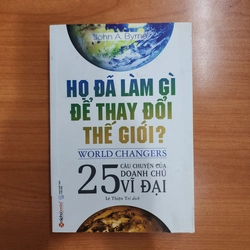 John A. Byrne
HỌ ĐÃ LÀM GÌ
ĐỂ THAY ĐỔI
THẾ GIỚI?
WORLD CHANGERS
25 CÂU CHUYỆN CỦA
DOANH CHỦ
VĨ ĐẠI
Lê Thiện Trí dịch